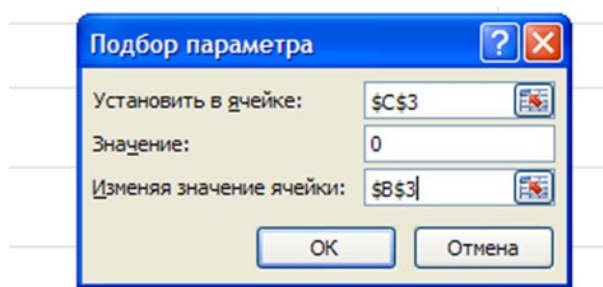 Подбор параметра ?
Установить в ячейке: $C$3
Значение: 0
Изменяя значение ячейки: $B$3
ОК Отмена